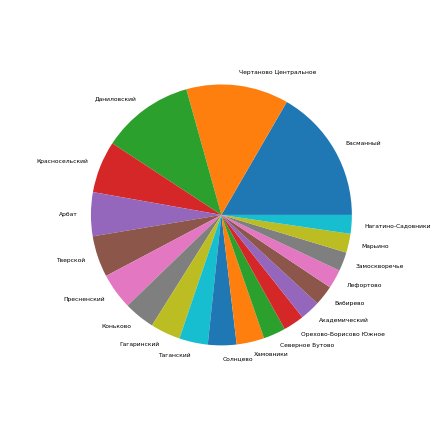 Чертаново Центральное
Даниловский
Басманный
Красносельский
Арбат
Нагатино-Садовники
Марьино
Тверской
Замоскворечье
Лефортово
Пресненский
Бибирево
Академический
Коньково
Орехово-Борисово Южное
Гагаринский
Северное Бутово
Таганский
Хамовники
Солнцево